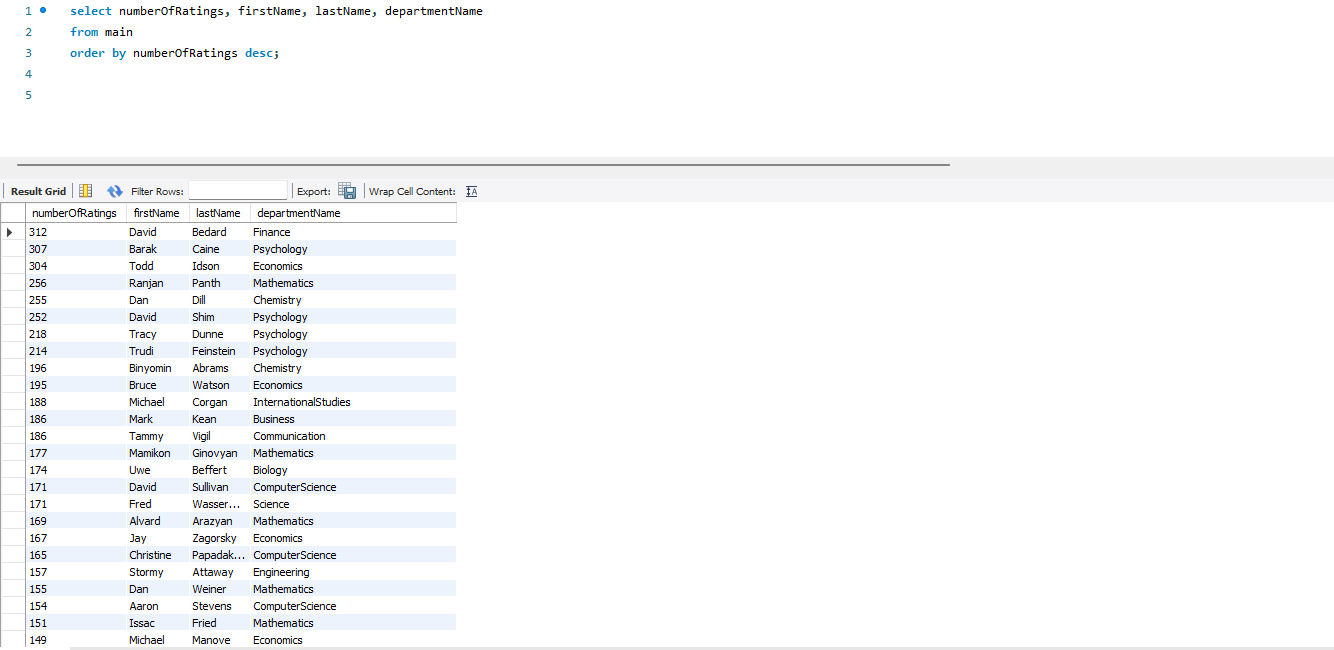 1 select numberOfRatings, firstName, lastName, departmentName
2 from main
3 order by numberOfRatings desc;
4
5
Result Grid Filter Rows: Export: Wrap Cell Content:
numberOfRatings firstName lastName departmentName
312 David Bedard Finance
307 Barak Caine Psychology
304 Todd Idson Economics
256 Ranjan Panth Mathematics
255 Dan Dill Chemistry
252 David Shim Psychology
218 Tracy Dunne Psychology
214 Trudi Feinstein Psychology
196 Binyomin Abrams Chemistry
195 Bruce Watson Economics
188 Michael Corgan InternationalStudies
186 Mark Kean Business
186 Tammy Vigil Communication
177 Mamikon Ginovyan Mathematics
174 Uwe Beffert Biology
171 David Sullivan ComputerScience
171 Fred Wasser... Science
169 Alvard Arazyan Mathematics
167 Jay Zagorsky Economics
165 Christine Papadak... ComputerScience
157 Stormy Attaway Engineering
155 Dan Weiner Mathematics
154 Aaron Stevens ComputerScience
151 Issac Fried Mathematics
149 Michael Manove Economics